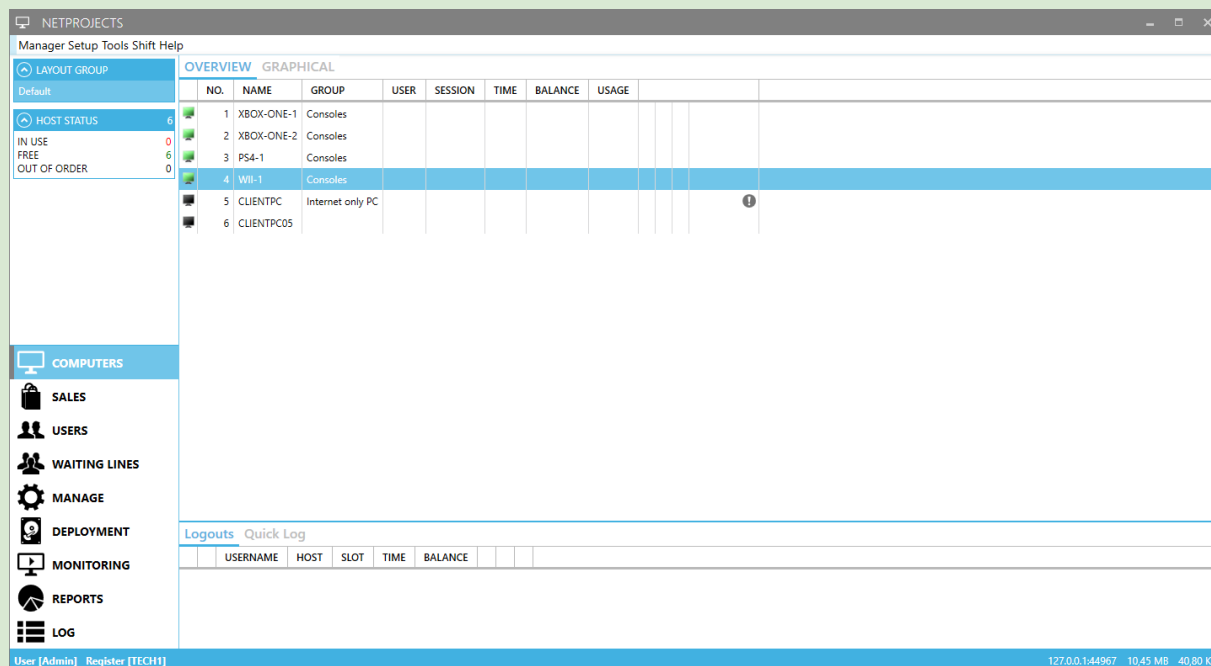 NETPROJECTS
Manager Setup Tools Shift Help
LAYOUT GROUP
Default
HOST STATUS 6
IN USE 0
FREE 6
OUT OF ORDER 0
OVERVIEW GRAPHICAL
NO. NAME GROUP USER SESSION TIME BALANCE USAGE
1 XBOX-ONE-1 Consoles
2 XBOX-ONE-2 Consoles
3 PS4-1 Consoles
4 WII-1 Consoles
5 CLIENTPC Internet only PC
6 CLIENTPC05
COMPUTERS
SALES
USERS
WAITING LINES
MANAGE
DEPLOYMENT
MONITORING
REPORTS
LOG
Logouts Quick Log
USERNAME HOST SLOT TIME BALANCE
User [Admin] Register [TECH1]
127.0.0.1:44967 10,45 MB 40,80